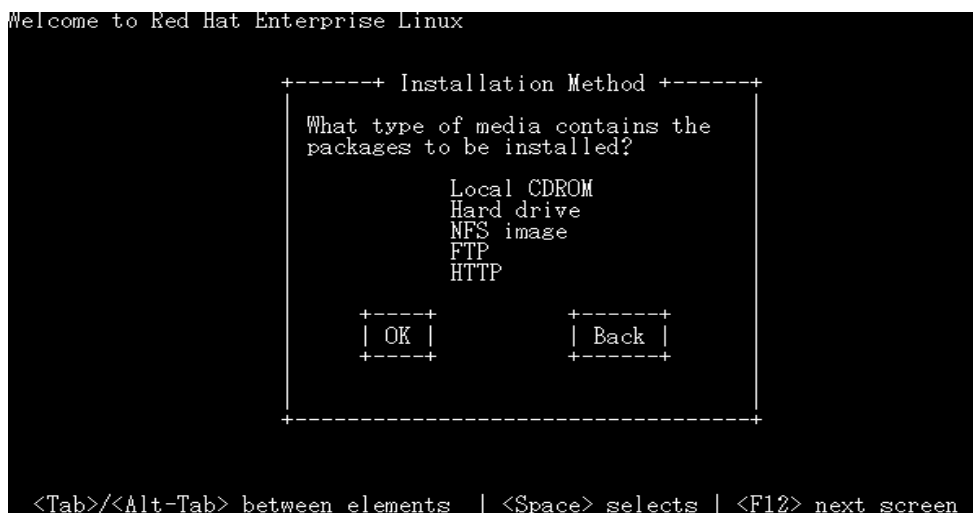 Welcome to Red Hat Enterprise Linux
+------+ Installation Method +------+
What type of media contains the
packages to be installed?
Local CDROM
Hard drive
NFS image
FTP
HTTP
+----+ +------+
| OK | | Back |
+----+ +------+
+-----------------------------------+
<Tab>/<Alt-Tab> between elements | <Space> selects | <F12> next screen